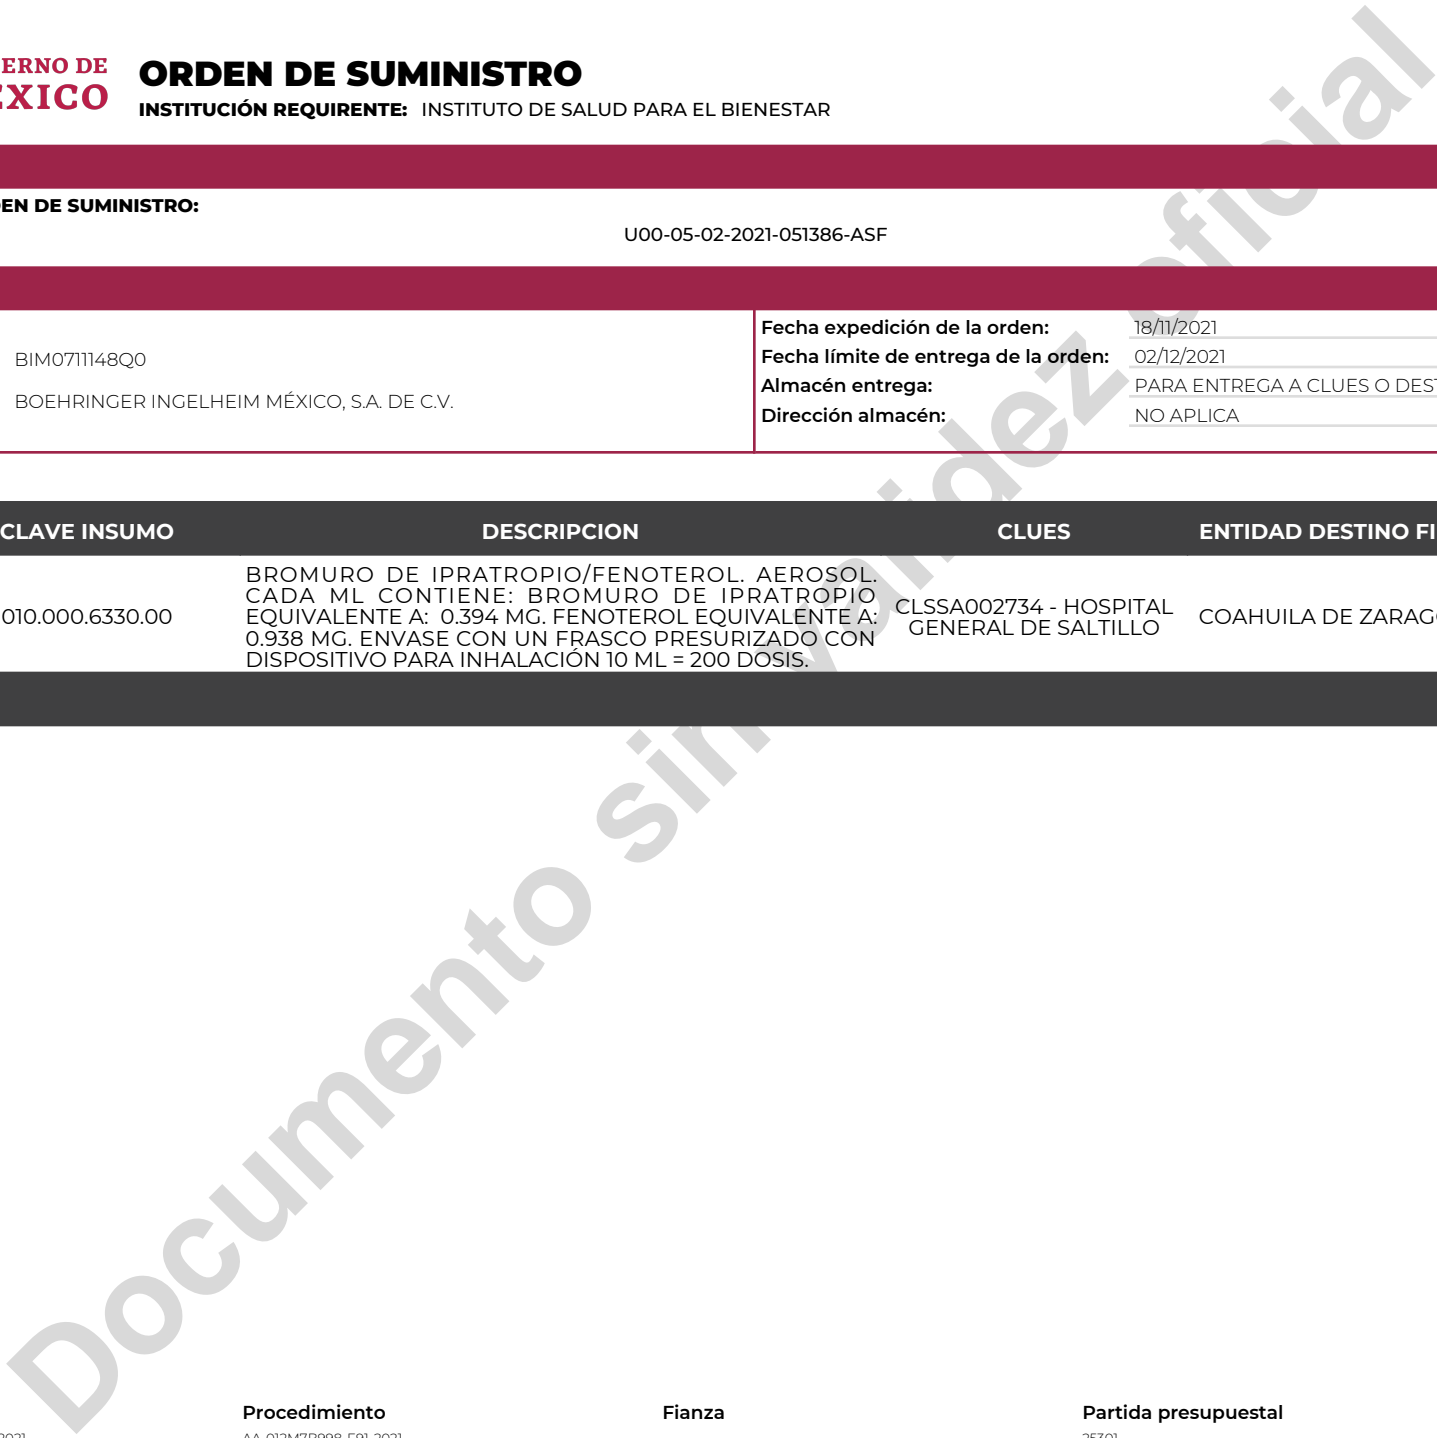 ERNO DE
ÉXICO
ORDEN DE SUMINISTRO
INSTITUCIÓN REQUIRENTE: INSTITUTO DE SALUD PARA EL BIENESTAR
EN DE SUMINISTRO:
U00-05-02-2021-051386-ASF
BIM0711148Q0
BOEHRINGER INGELHEIM MÉXICO, S.A. DE C.V.
Fecha expedición de la orden: 18/11/2021
Fecha límite de entrega de la orden: 02/12/2021
Almacén entrega: PARA ENTREGA A CLUES O DEST
Dirección almacén: NO APLICA
CLAVE INSUMO DESCRIPCION CLUES ENTIDAD DESTINO FI
010.000.6330.00
BROMURO DE IPRATROPIO/FENOTEROL. AEROSOL.
CADA ML CONTIENE: BROMURO DE IPRATROPIO
EQUIVALENTE A: 0.394 MG. FENOTEROL EQUIVALENTE A:
0.938 MG. ENVASE CON UN FRASCO PRESURIZADO CON
DISPOSITIVO PARA INHALACIÓN 10 ML = 200 DOSIS.
CLSSA002734 - HOSPITAL
GENERAL DE SALTILLO
COAHUILA DE ZARAG
Documento sin validez oficial
Procedimiento Fianza Partida presupuestal